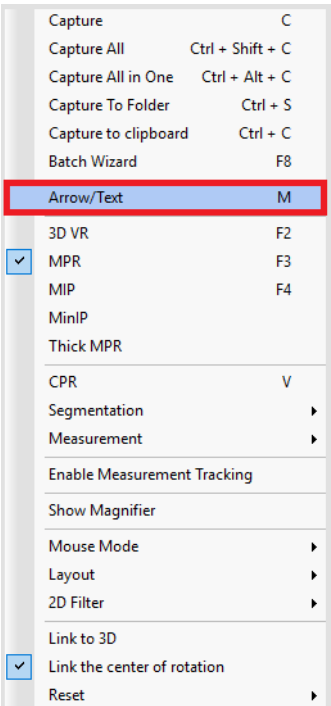 Capture C
Capture All Ctrl + Shift + C
Capture All in One Ctrl + Alt + C
Capture To Folder Ctrl + S
Capture to clipboard Ctrl + C
Batch Wizard F8
Arrow/Text M
3D VR F2
MPR F3
MIP F4
MinIP
Thick MPR
CPR V
Segmentation
Measurement
Enable Measurement Tracking
Show Magnifier
Mouse Mode
Layout
2D Filter
Link to 3D
Link the center of rotation
Reset